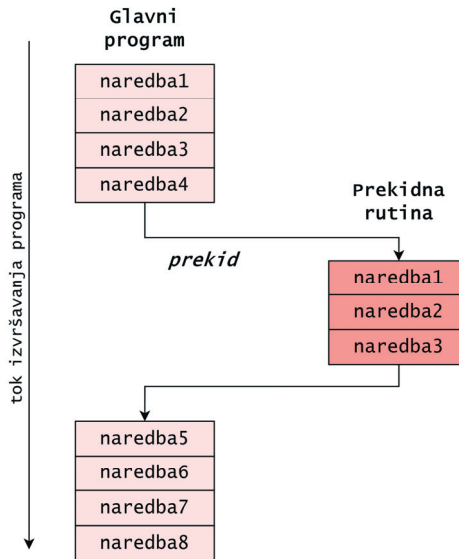 Glavni
program
naredba1
naredba2
naredba3
naredba4
prekid
Prekidna
rutina
naredba1
naredba2
naredba3
naredba5
naredba6
naredba7
naredba8
tok izvršavanja programa